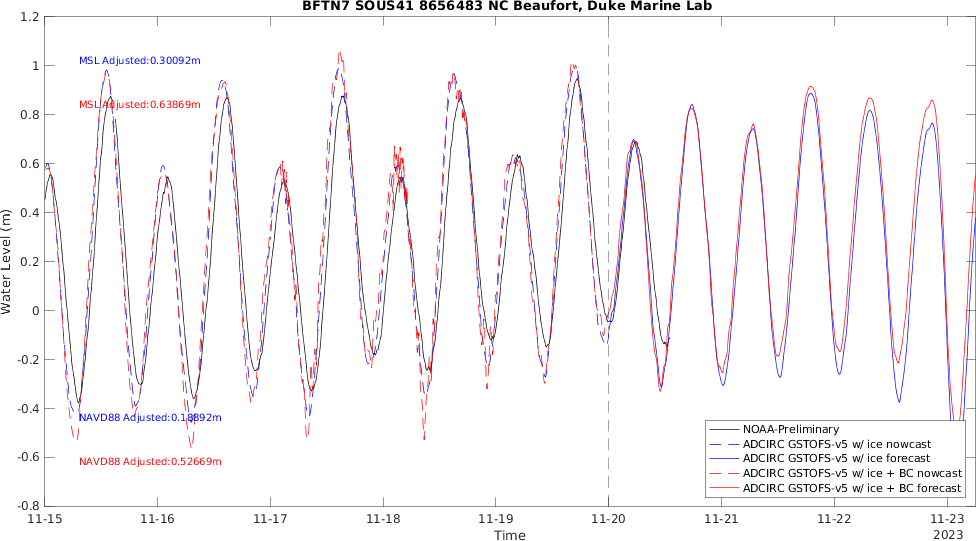 BFTN7 SOUS41 8656483 NC Beaufort, Duke Marine Lab
1.2
1
0.8
0.6
0.4
0.2
0
-0.2
-0.4
-0.6
-0.8
Water Level (m)
MSL Adjusted:0.30092m
MSL Adjusted:0.63869m
NAVD88 Adjusted:0.18892m
NAVD88 Adjusted:0.52669m
NOAA-Preliminary
ADCIRC GSTOFS-v5 w/ ice nowcast
ADCIRC GSTOFS-v5 w/ ice forecast
ADCIRC GSTOFS-v5 w/ ice + BC nowcast
ADCIRC GSTOFS-v5 w/ ice + BC forecast
11-15 11-16 11-17 11-18 11-19 11-20 11-21 11-22 11-23
Time
2023